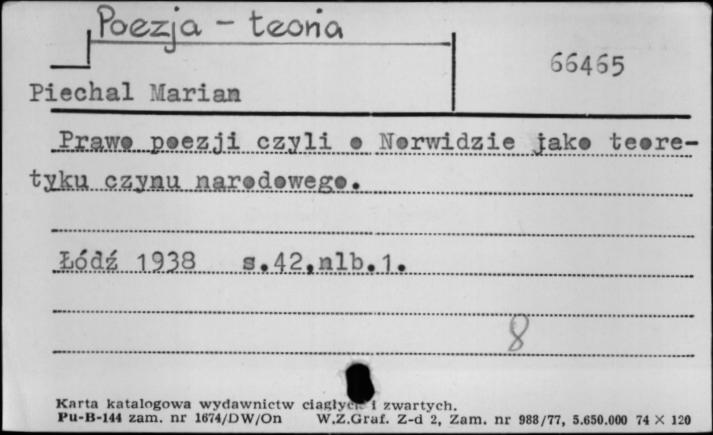 Poezja - teoria
66465
Piechal Marian
Prawo poezji czyli o Norwidzie jako teore-
tyku czynu narodowego.
Łódź 1938 s.42,nlb.1.
8
Karta katalogowa wydawnictw ciągłych i zwartych.
Pu-B-144 zam. nr 1674/DW/On W.Z.Graf. Z-d 2, Zam. nr 988/77, 5.650.000 74 × 120